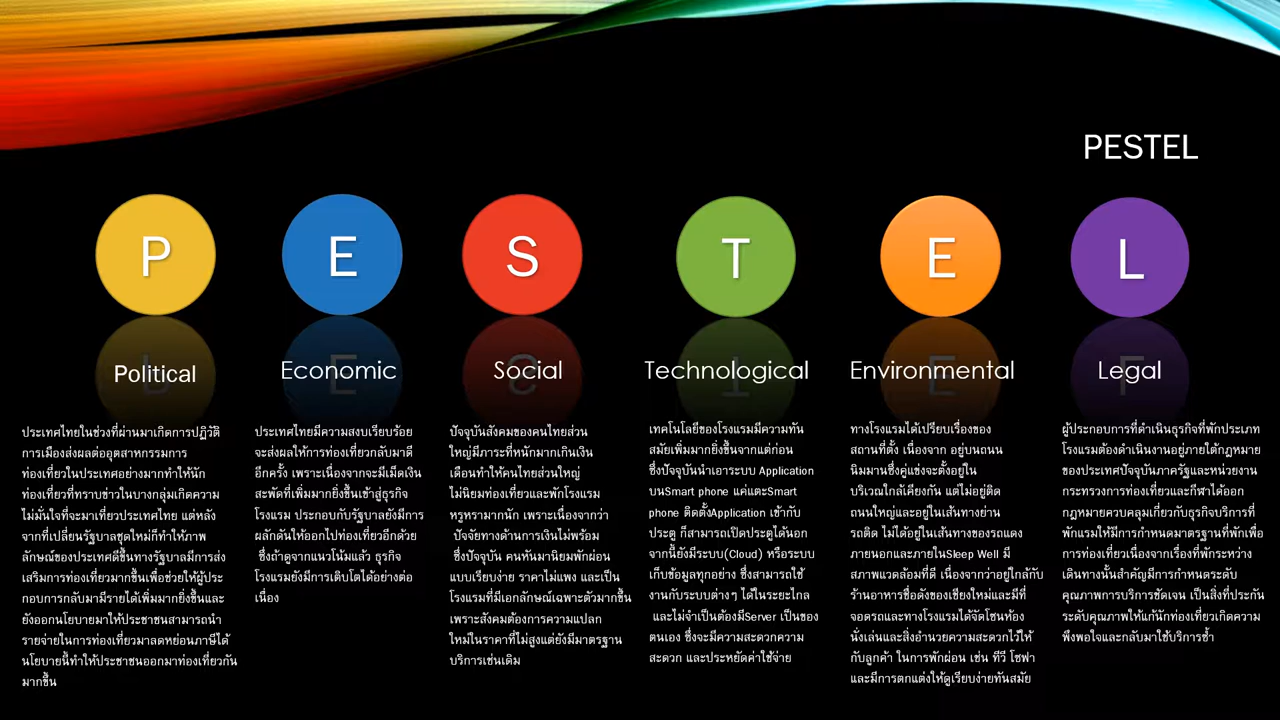 PESTEL
P
E
S
T
E
L
Political
Economic
Social
Technological
Environmental
Legal
ประเทศไทยในช่วงที่ผ่านมาเกิดการปฏิวัติ
การเมืองส่งผลต่ออุตสาหกรรมการ
ท่องเที่ยวในประเทศอย่างมากทำให้นัก
ท่องเที่ยวที่ทราบข่าวในบางกลุ่มเกิดความ
ไม่มั่นใจที่จะมาเที่ยวประเทศไทย แต่หลัง
จากที่เปลี่ยนรัฐบาลชุดใหม่ก็ทำให้ภาพ
ลักษณ์ของประเทศดีขึ้นทางรัฐบาลมีการส่ง
เสริมการท่องเที่ยวมากขึ้นเพื่อช่วยให้ผู้ประ
กอบการกลับมามีรายได้เพิ่มมากยิ่งขึ้นและ
ยังออกนโยบายมาให้ประชาชนสามารถนำ
รายจ่ายในการท่องเที่ยวมาลดหย่อนภาษีได้
นโยบายนี้ทำให้ประชาชนออกมาท่องเที่ยวกัน
มากขึ้น
ประเทศไทยมีความสงบเรียบร้อย
จะส่งผลให้การท่องเที่ยวกลับมาดี
อีกครั้ง เพราะเนื่องจากจะมีเม็ดเงิน
สะพัดที่เพิ่มมากยิ่งขึ้นเข้าสู่ธุรกิจ
โรงแรม ประกอบกับรัฐบาลยังมีการ
ผลักดันให้ออกไปท่องเที่ยวอีกด้วย
ซึ่งถ้าดูจากแนวโน้มแล้ว ธุรกิจ
โรงแรมยังมีการเติบโตได้อย่างต่อ
เนื่อง
ปัจจุบันสังคมของคนไทยส่วน
ใหญ่มีภาระที่หนักมากเกินเงิน
เดือนทำให้คนไทยส่วนใหญ่
ไม่นิยมท่องเที่ยวและพักโรงแรม
หรูหรามากนัก เพราะเนื่องจากว่า
ปัจจัยทางด้านการเงินไม่พร้อม
ซึ่งปัจจุบัน คนหันมานิยมพักผ่อน
แบบเรียบง่าย ราคาไม่แพง และเป็น
โรงแรมที่มีเอกลักษณ์เฉพาะตัวมากขึ้น
เพราะสังคมต้องการความแปลก
ใหม่ในราคาที่ไม่สูงแต่ยังมีมาตรฐาน
บริการเช่นเดิม
เทคโนโลยีของโรงแรมมีความทัน
สมัยเพิ่มมากยิ่งขึ้นจากแต่ก่อน
ซึ่งปัจจบันนำเอาระบบ Application
บนSmart phone แค่แตะSmart
phone ติดตั้งApplication เข้ากับ
ประตู ก็สามารถเปิดประตูได้นอก
จากนี้ยังมีระบบ(Cloud) หรือระบบ
เก็บข้อมูลทุกอย่าง ซึ่งสามารถใช้
งานกับระบบต่างๆ ได้ในระยะไกล
และไม่จำเป็นต้องมีServer เป็นของ
ตนเอง ซึ่งจะมีความสะดวกความ
สะดวก และประหยัดค่าใช้จ่าย
ทางโรงแรมได้เปรียบเรื่องของ
สถานที่ตั้ง เนื่องจาก อยู่บนถนน
นิมมานซึ่งคู่แข่งจะตั้งอยู่ใน
บริเวณใกล้เคียงกัน แต่ไม่อยู่ติด
ถนนใหญ่และอยู่ในเส้นทางย่าน
รถติด ไม่ได้อยู่ในเส้นทางของรถแดง
ภายนอกและภายในSleep Well มี
สภาพแวดล้อมที่ดี เนื่องจากว่าอยู่ใกล้กับ
ร้านอาหารชื่อดังของเชียงใหม่และมีที่
จอดรถและทางโรงแรมได้จัดโซนห้อง
นั่งเล่นและสิ่งอำนวยความสะดวกไว้ให้
กับลูกค้า ในการพักผ่อน เช่น ทีวี โซฟา
และมีการตกแต่งให้ดูเรียบง่ายทันสมัย
ผู้ประกอบการที่ดำเนินธุรกิจที่พักประเภท
โรงแรมต้องดำเนินงานอยู่ภายใต้กฎหมาย
ของประเทศปัจจุบันภาครัฐและหน่วยงาน
กระทรวงการท่องเที่ยวและกีฬาได้ออก
กฎหมายควบคลุมเกี่ยวกับธุรกิจบริการที่
พักแรมให้มีการกำหนดมาตรฐานที่พักเพื่อ
การท่องเที่ยวเนื่องจากเรื่องที่พักระหว่าง
เดินทางนั้นสำคัญมีการกำหนดระดับ
คุณภาพการบริการชัดเจน เป็นสิ่งที่ประกัน
ระดับคุณภาพให้แก้นักท่องเที่ยวเกิดความ
พึงพอใจและกลับมาใช้บริการซ้ำ